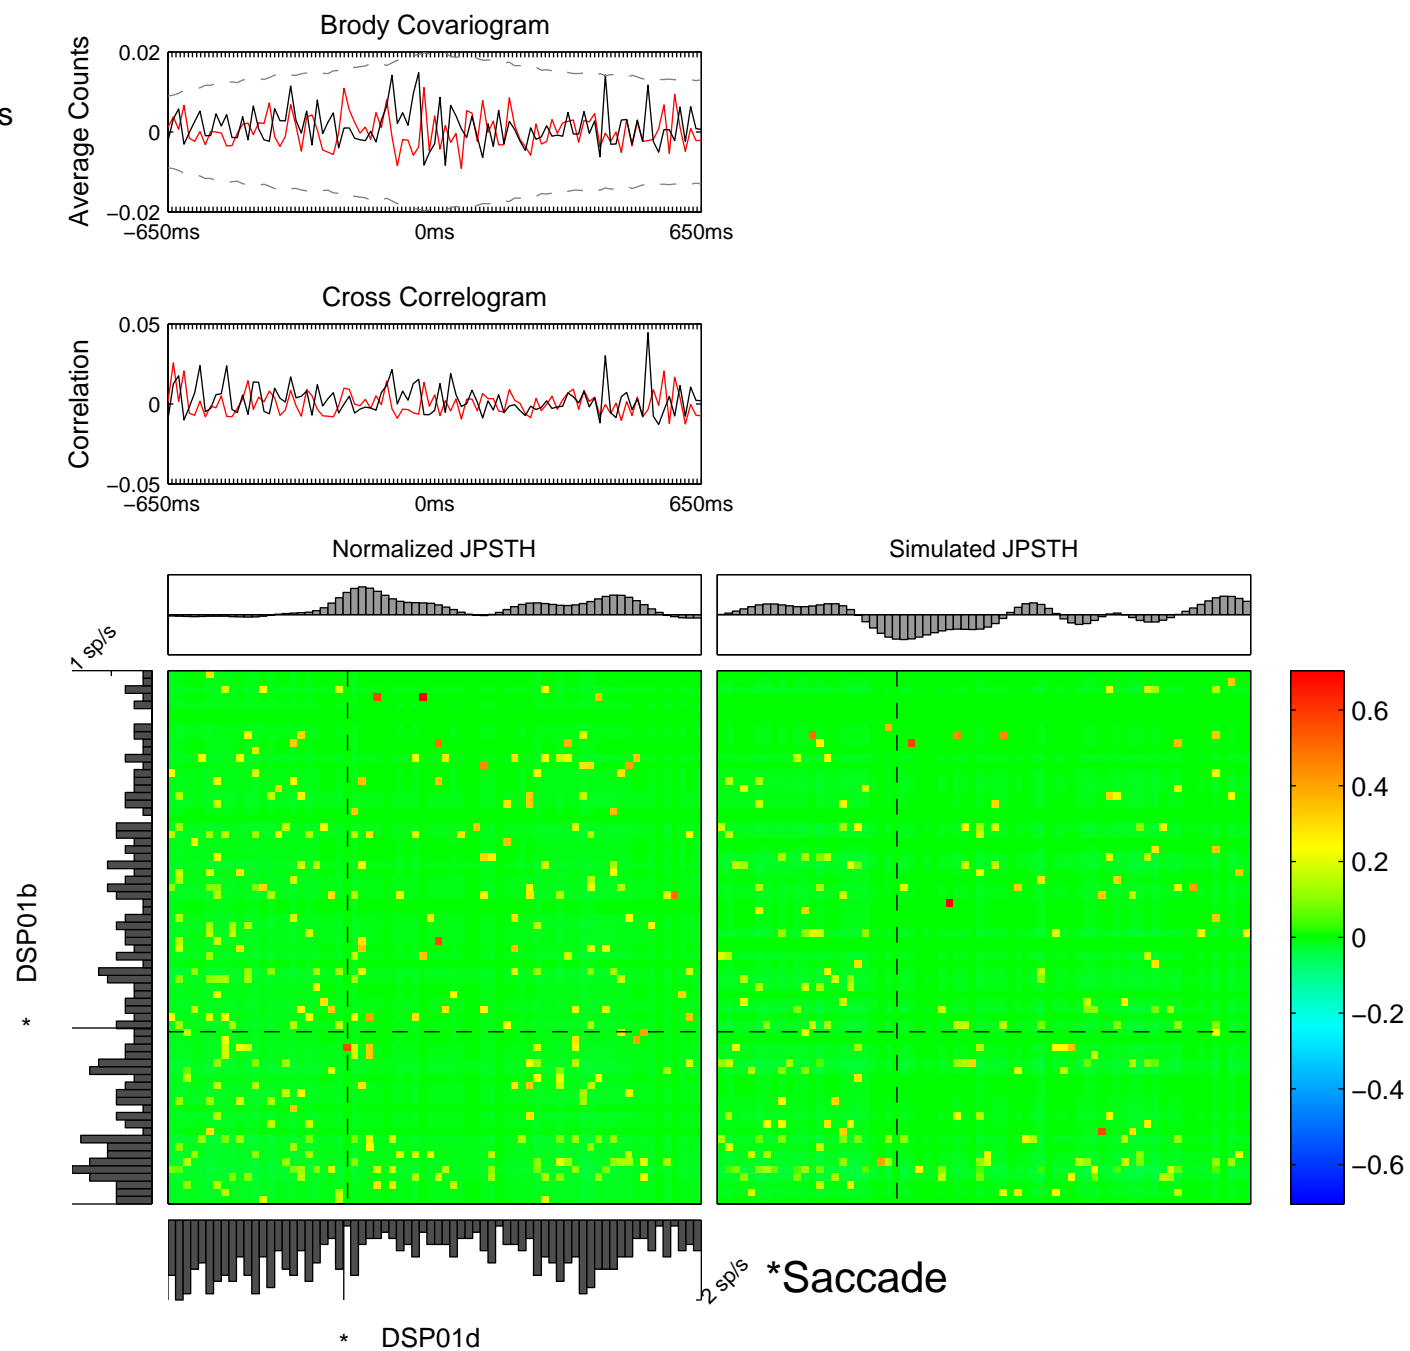 Brody Covariogram
s
Average Counts
0.02
0
−0.02
−650ms
0ms
650ms
Cross Correlogram
Correlation
0.05
0
−0.05
−650ms
0ms
650ms
Normalized JPSTH
Simulated JPSTH
1 sp/s
* DSP01b
0.6
0.4
0.2
0
−0.2
−0.4
−0.6
2 sp/s
*Saccade
* DSP01d